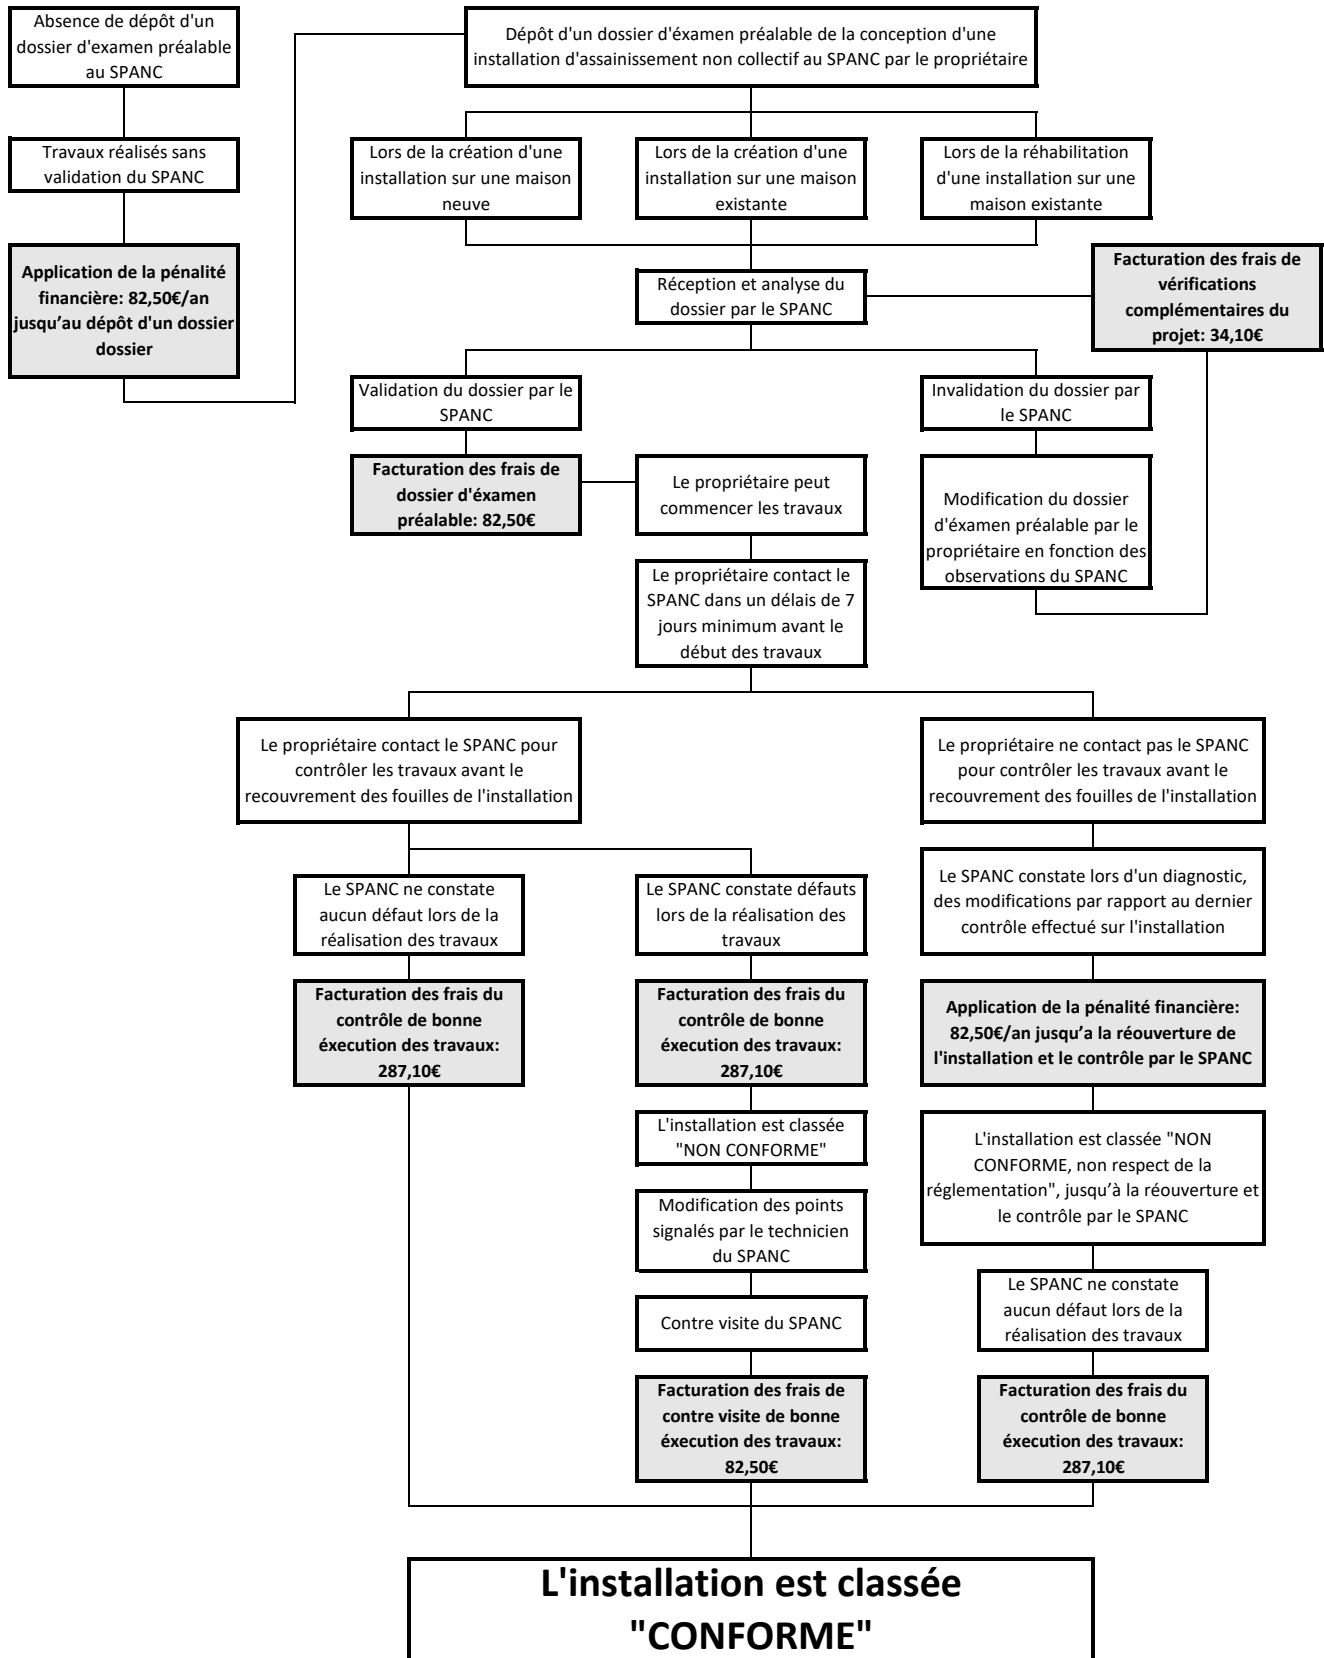 Absence de dépôt d'un
dossier d'examen préalable
au SPANC
Dépôt d'un dossier d'éxamen préalable de la conception d'une
installation d'assainissement non collectif au SPANC par le propriétaire
Travaux réalisés sans
validation du SPANC
Lors de la création d'une
installation sur une maison
neuve
Lors de la création d'une
installation sur une maison
existante
Lors de la réhabilitation
d'une installation sur une
maison existante
Application de la pénalité
financière: 82,50€/an
jusqu'au dépôt d'un dossier
dossier
Réception et analyse du
dossier par le SPANC
Facturation des frais de
vérifications
complémentaires du
projet: 34,10€
Validation du dossier par le
SPANC
Invalidation du dossier par
le SPANC
Facturation des frais de
dossier d'éxamen
préalable: 82,50€
Le propriétaire peut
commencer les travaux
Modification du dossier
d'éxamen préalable par le
propriétaire en fonction des
observations du SPANC
Le propriétaire contact le
SPANC dans un délais de 7
jours minimum avant le
début des travaux
Le propriétaire contact le SPANC pour
contrôler les travaux avant le
recouvrement des fouilles de l'installation
Le propriétaire ne contact pas le SPANC
pour contrôler les travaux avant le
recouvrement des fouilles de l'installation
Le SPANC ne constate
aucun défaut lors de la
réalisation des travaux
Le SPANC constate défauts
lors de la réalisation des
travaux
Le SPANC constate lors d'un diagnostic,
des modifications par rapport au dernier
contrôle effectué sur l'installation
Facturation des frais du
contrôle de bonne
éxecution des travaux:
287,10€
Facturation des frais du
contrôle de bonne
éxecution des travaux:
287,10€
Application de la pénalité financière:
82,50€/an jusqu'a la réouverture de
l'installation et le contrôle par le SPANC
L'installation est classée
"NON CONFORME"
L'installation est classée "NON
CONFORME, non respect de la
réglementation", jusqu'à la réouverture et
le contrôle par le SPANC
Modification des points
signalés par le technicien
du SPANC
Contre visite du SPANC
Le SPANC ne constate
aucun défaut lors de la
réalisation des travaux
Facturation des frais de
contre visite de bonne
éxecution des travaux:
82,50€
Facturation des frais du
contrôle de bonne
éxecution des travaux:
287,10€
L'installation est classée
"CONFORME"